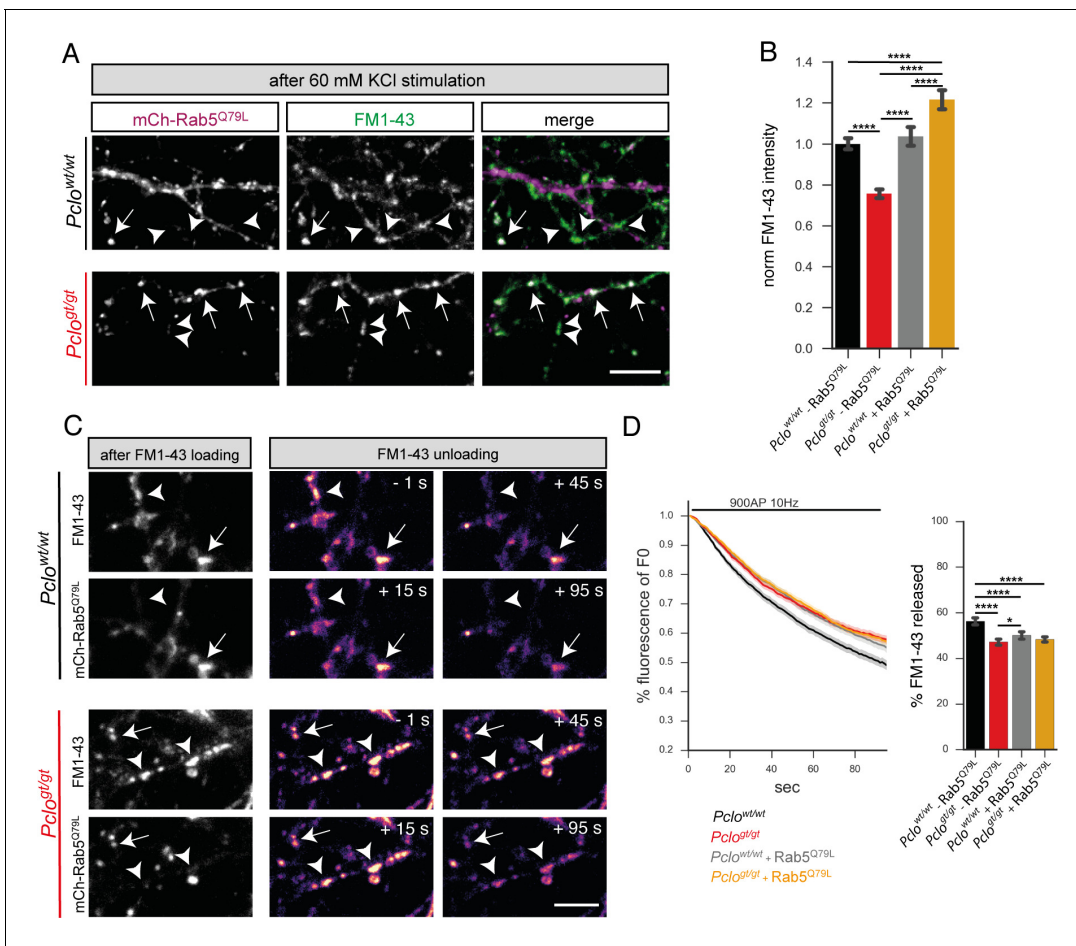 A
after 60 mM KCl stimulation
mCh-Rab5Q79L FM1-43 merge
Pclowt/wt
Pclogt/gt
B
norm FM1-43 intensity
1.4
1.2
1.0
0.8
0.6
0.4
0.2
0.0
****
****
****
**** ****
Pclowt/wt - Rab5Q79L
Pclogt/gt - Rab5Q79L
Pclowt/wt + Rab5Q79L
Pclogt/gt + Rab5Q79L
C
after FM1-43 loading FM1-43 unloading
Pclowt/wt
FM1-43
- 1 s + 45 s
mCh-Rab5Q79L
+ 15 s + 95 s
Pclogt/gt
FM1-43
- 1 s + 45 s
mCh-Rab5Q79L
+ 15 s + 95 s
D
900AP 10Hz
% fluorescence of F0
1.0
0.9
0.8
0.7
0.6
0.5
0.4
0.3
0.2
0 20 40 60 80
sec
Pclowt/wt
Pclogt/gt
Pclowt/wt + Rab5Q79L
Pclogt/gt + Rab5Q79L
% FM1-43 released
100
80
60
40
20
0
****
****
**** *
Pclowt/wt - Rab5Q79L
Pclogt/gt - Rab5Q79L
Pclowt/wt + Rab5Q79L
Pclogt/gt + Rab5Q79L